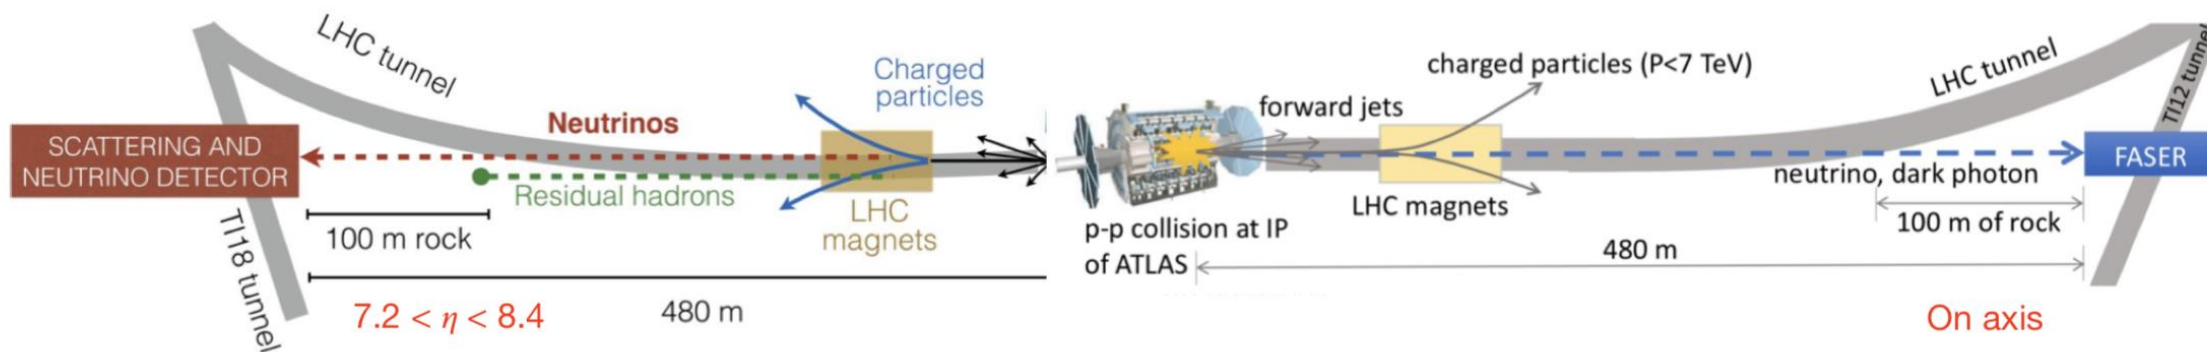 LHC tunnel
Charged
particles
Neutrinos
SCATTERING AND
NEUTRINO DETECTOR
Residual hadrons
LHC
magnets
TI18 tunnel
100 m rock
7.2 < η < 8.4
480 m
charged particles (P<7 TeV)
forward jets
LHC tunnel
TI12 tunnel
FASER
neutrino, dark photon
LHC magnets
100 m of rock
p-p collision at IP
of ATLAS
480 m
On axis